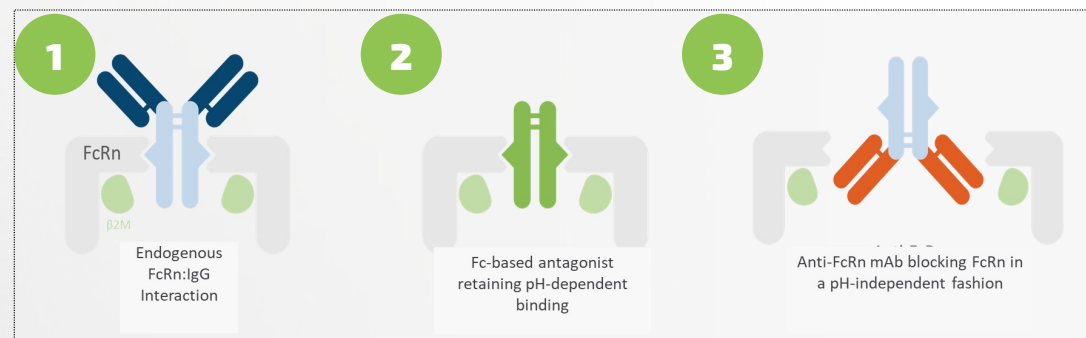 1
2
3
FcRn
β2M
Endogenous
FcRn:IgG
Interaction
Fc-based antagonist
retaining pH-dependent
binding
Anti-FcRn mAb blocking FcRn in
a pH-independent fashion